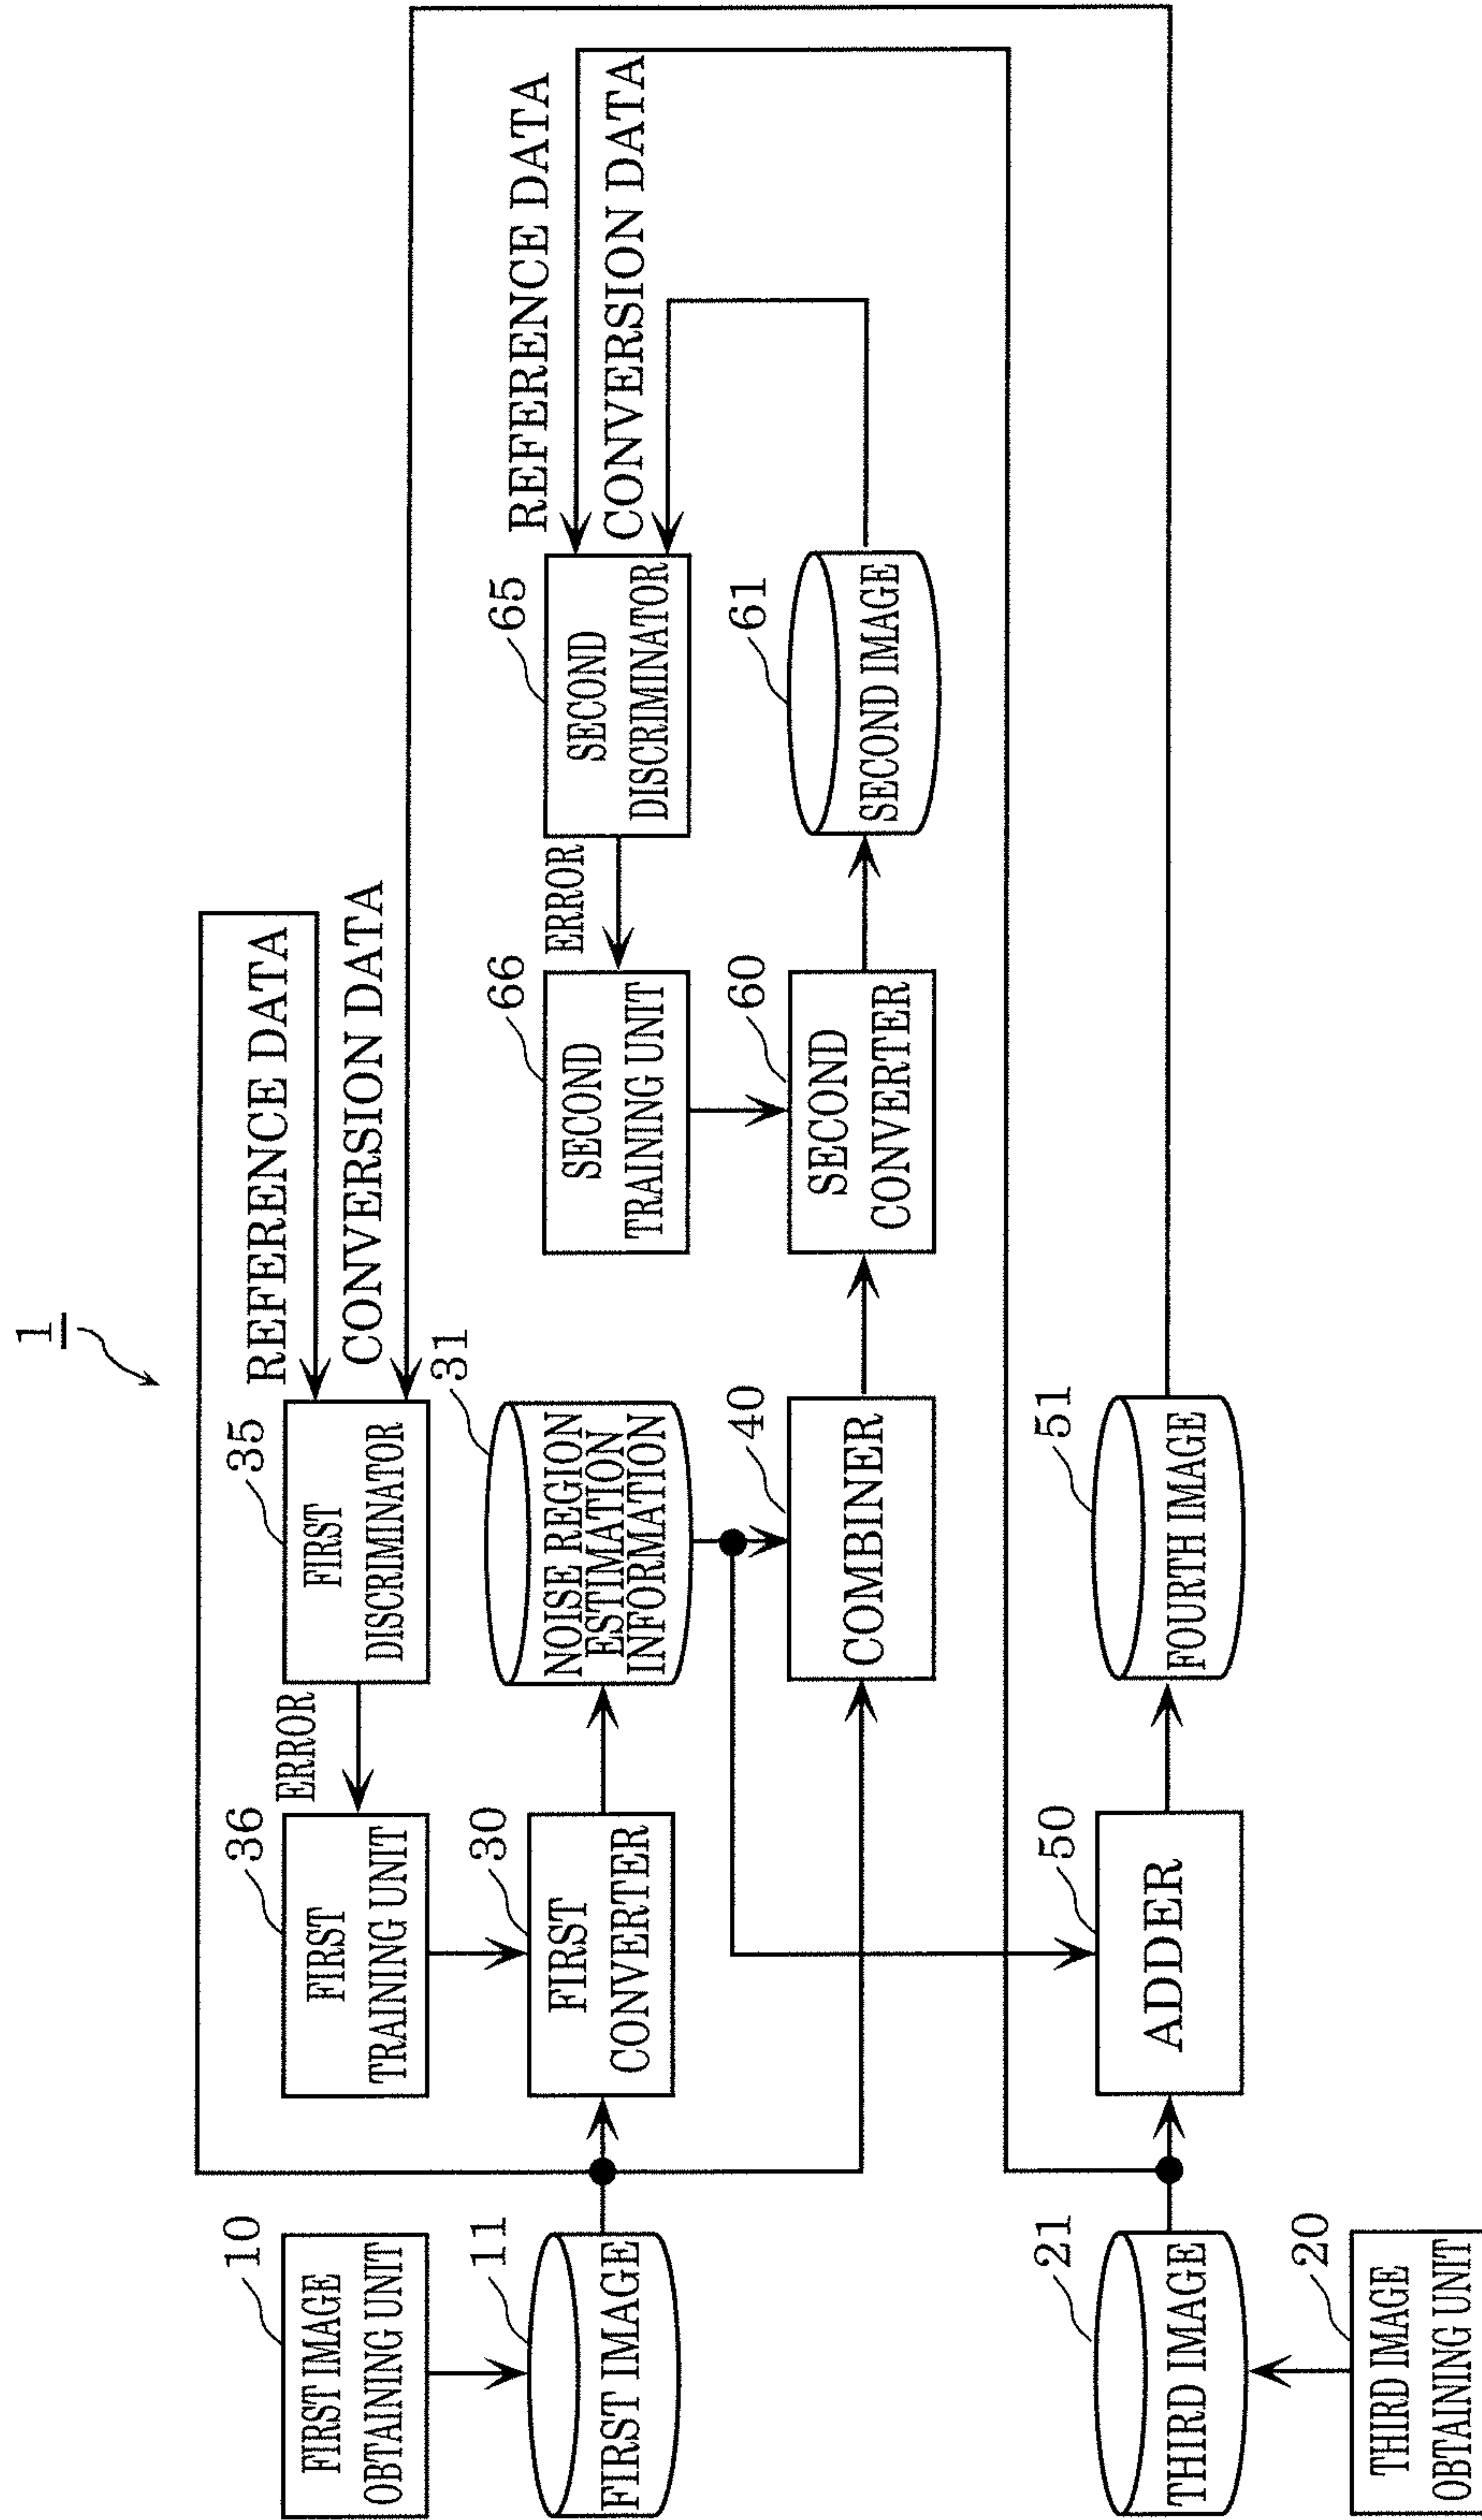 1
10
FIRST IMAGE
OBTAINING UNIT
11
FIRST IMAGE
36
FIRST
TRAINING UNIT
ERROR
35
FIRST
DISCRIMINATOR
REFERENCE DATA
CONVERSION DATA
30
FIRST
CONVERTER
31
NOISE REGION
ESTIMATION
INFORMATION
40
COMBINER
66
SECOND
TRAINING UNIT
ERROR
65
SECOND
DISCRIMINATOR
REFERENCE DATA
CONVERSION DATA
60
SECOND
CONVERTER
61
SECOND IMAGE
21
THIRD IMAGE
20
THIRD IMAGE
OBTAINING UNIT
50
ADDER
51
FOURTH IMAGE